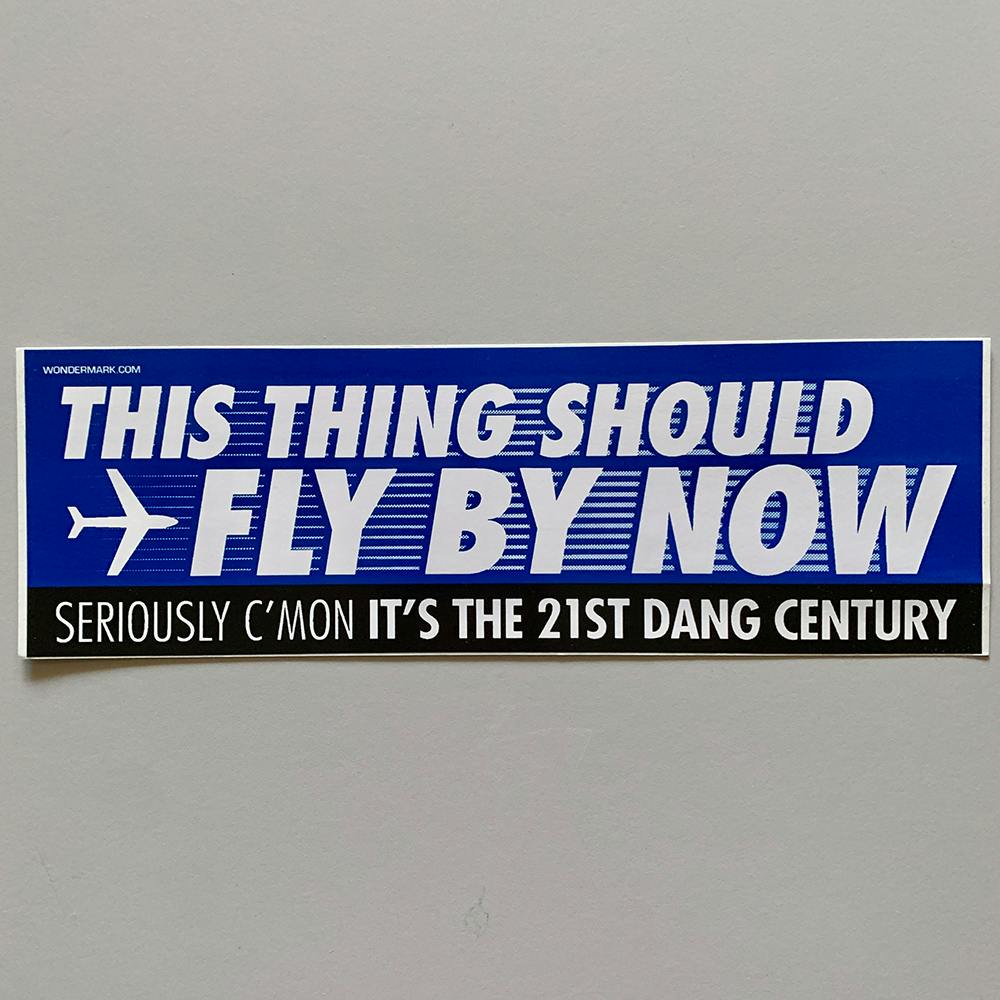 WONDERMARK.COM
THIS THING SHOULD
FLY BY NOW
SERIOUSLY C'MON IT'S THE 21ST DANG CENTURY